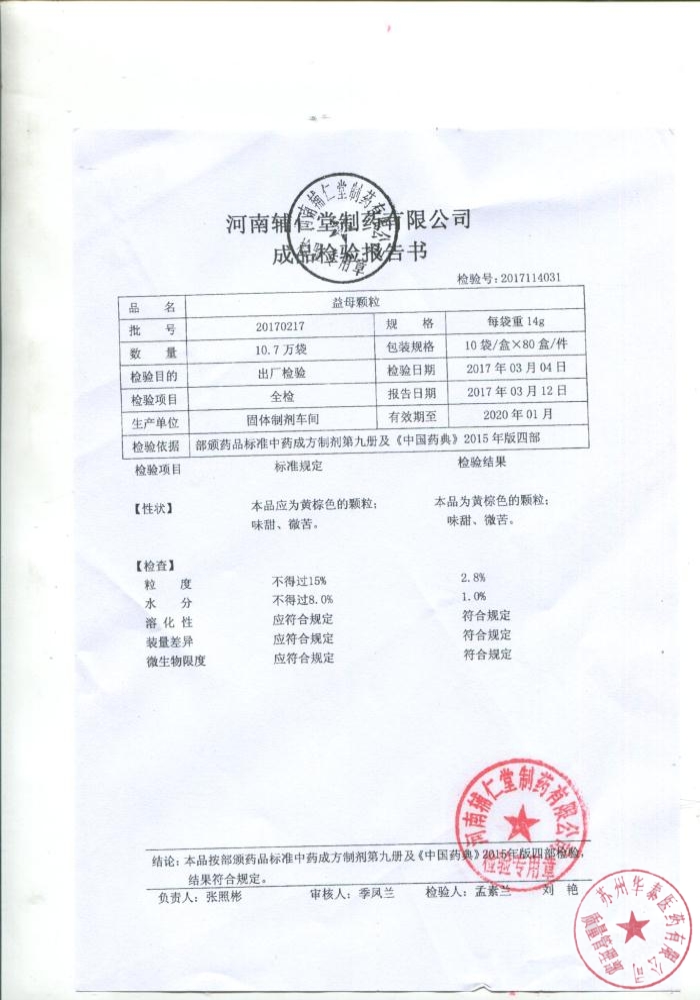 河南辅仁堂制药有限公司
成品检验报告书
河南辅仁堂制药有限公司
检验专用章
检验号：2017114031
品 名 益母颗粒
批 号 20170217 规 格 每袋重 14g
数 量 10.7 万袋 包装规格 10 袋/盒×80 盒/件
检验目的 出厂检验 检验日期 2017 年 03 月 04 日
检验项目 全检 报告日期 2017 年 03 月 12 日
生产单位 固体制剂车间 有效期至 2020 年 01 月
检验依据 部颁药品标准中药成方制剂第九册及《中国药典》2015 年版四部
检验项目 标准规定 检验结果
【性状】 本品应为黄棕色的颗粒； 本品为黄棕色的颗粒；
味甜、微苦。 味甜、微苦。
【检查】
粒 度 不得过15% 2.8%
水 分 不得过8.0% 1.0%
溶 化 性 应符合规定 符合规定
装量差异 应符合规定 符合规定
微生物限度 应符合规定 符合规定
结论：本品按部颁药品标准中药成方制剂第九册及《中国药典》2015年版四部检验，
结果符合规定。
负责人：张照彬 审核人：季凤兰 检验人：孟素兰 刘 艳
河南辅仁堂制药有限公司
检验专用章
苏州华泰医药有限公司
质量管理部